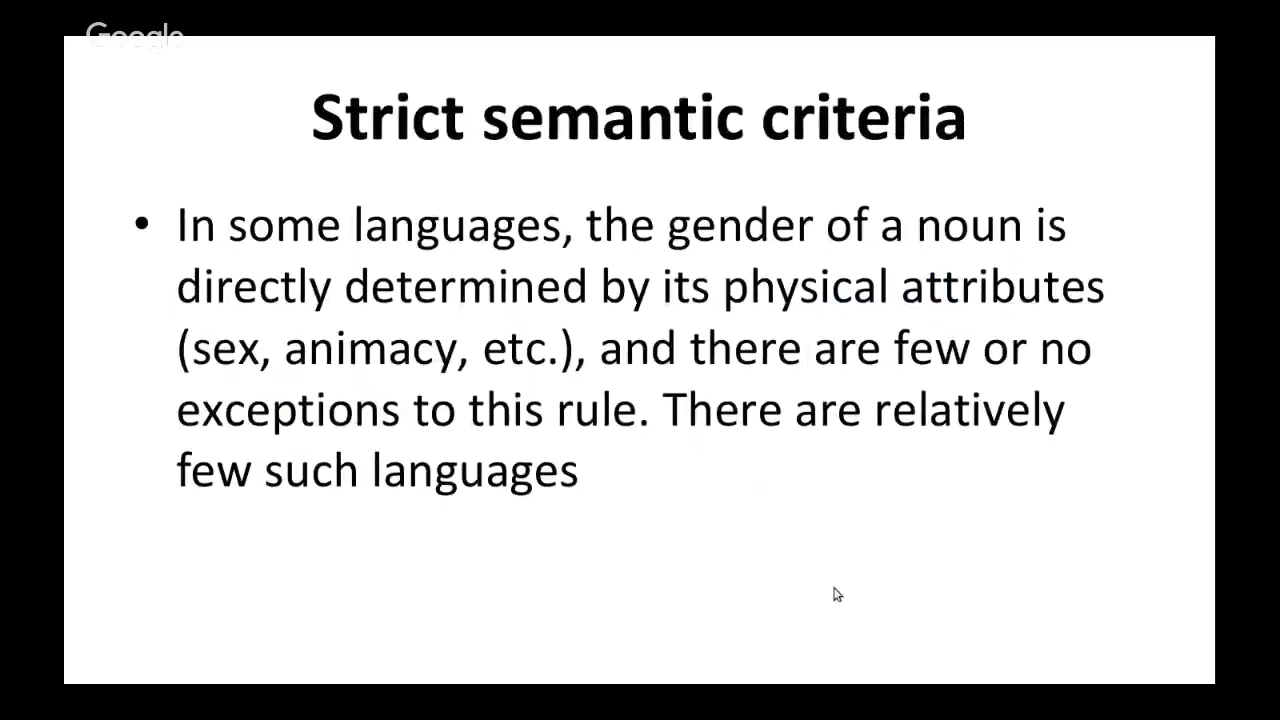 Google
Strict semantic criteria
• In some languages, the gender of a noun is
directly determined by its physical attributes
(sex, animacy, etc.), and there are few or no
exceptions to this rule. There are relatively
few such languages